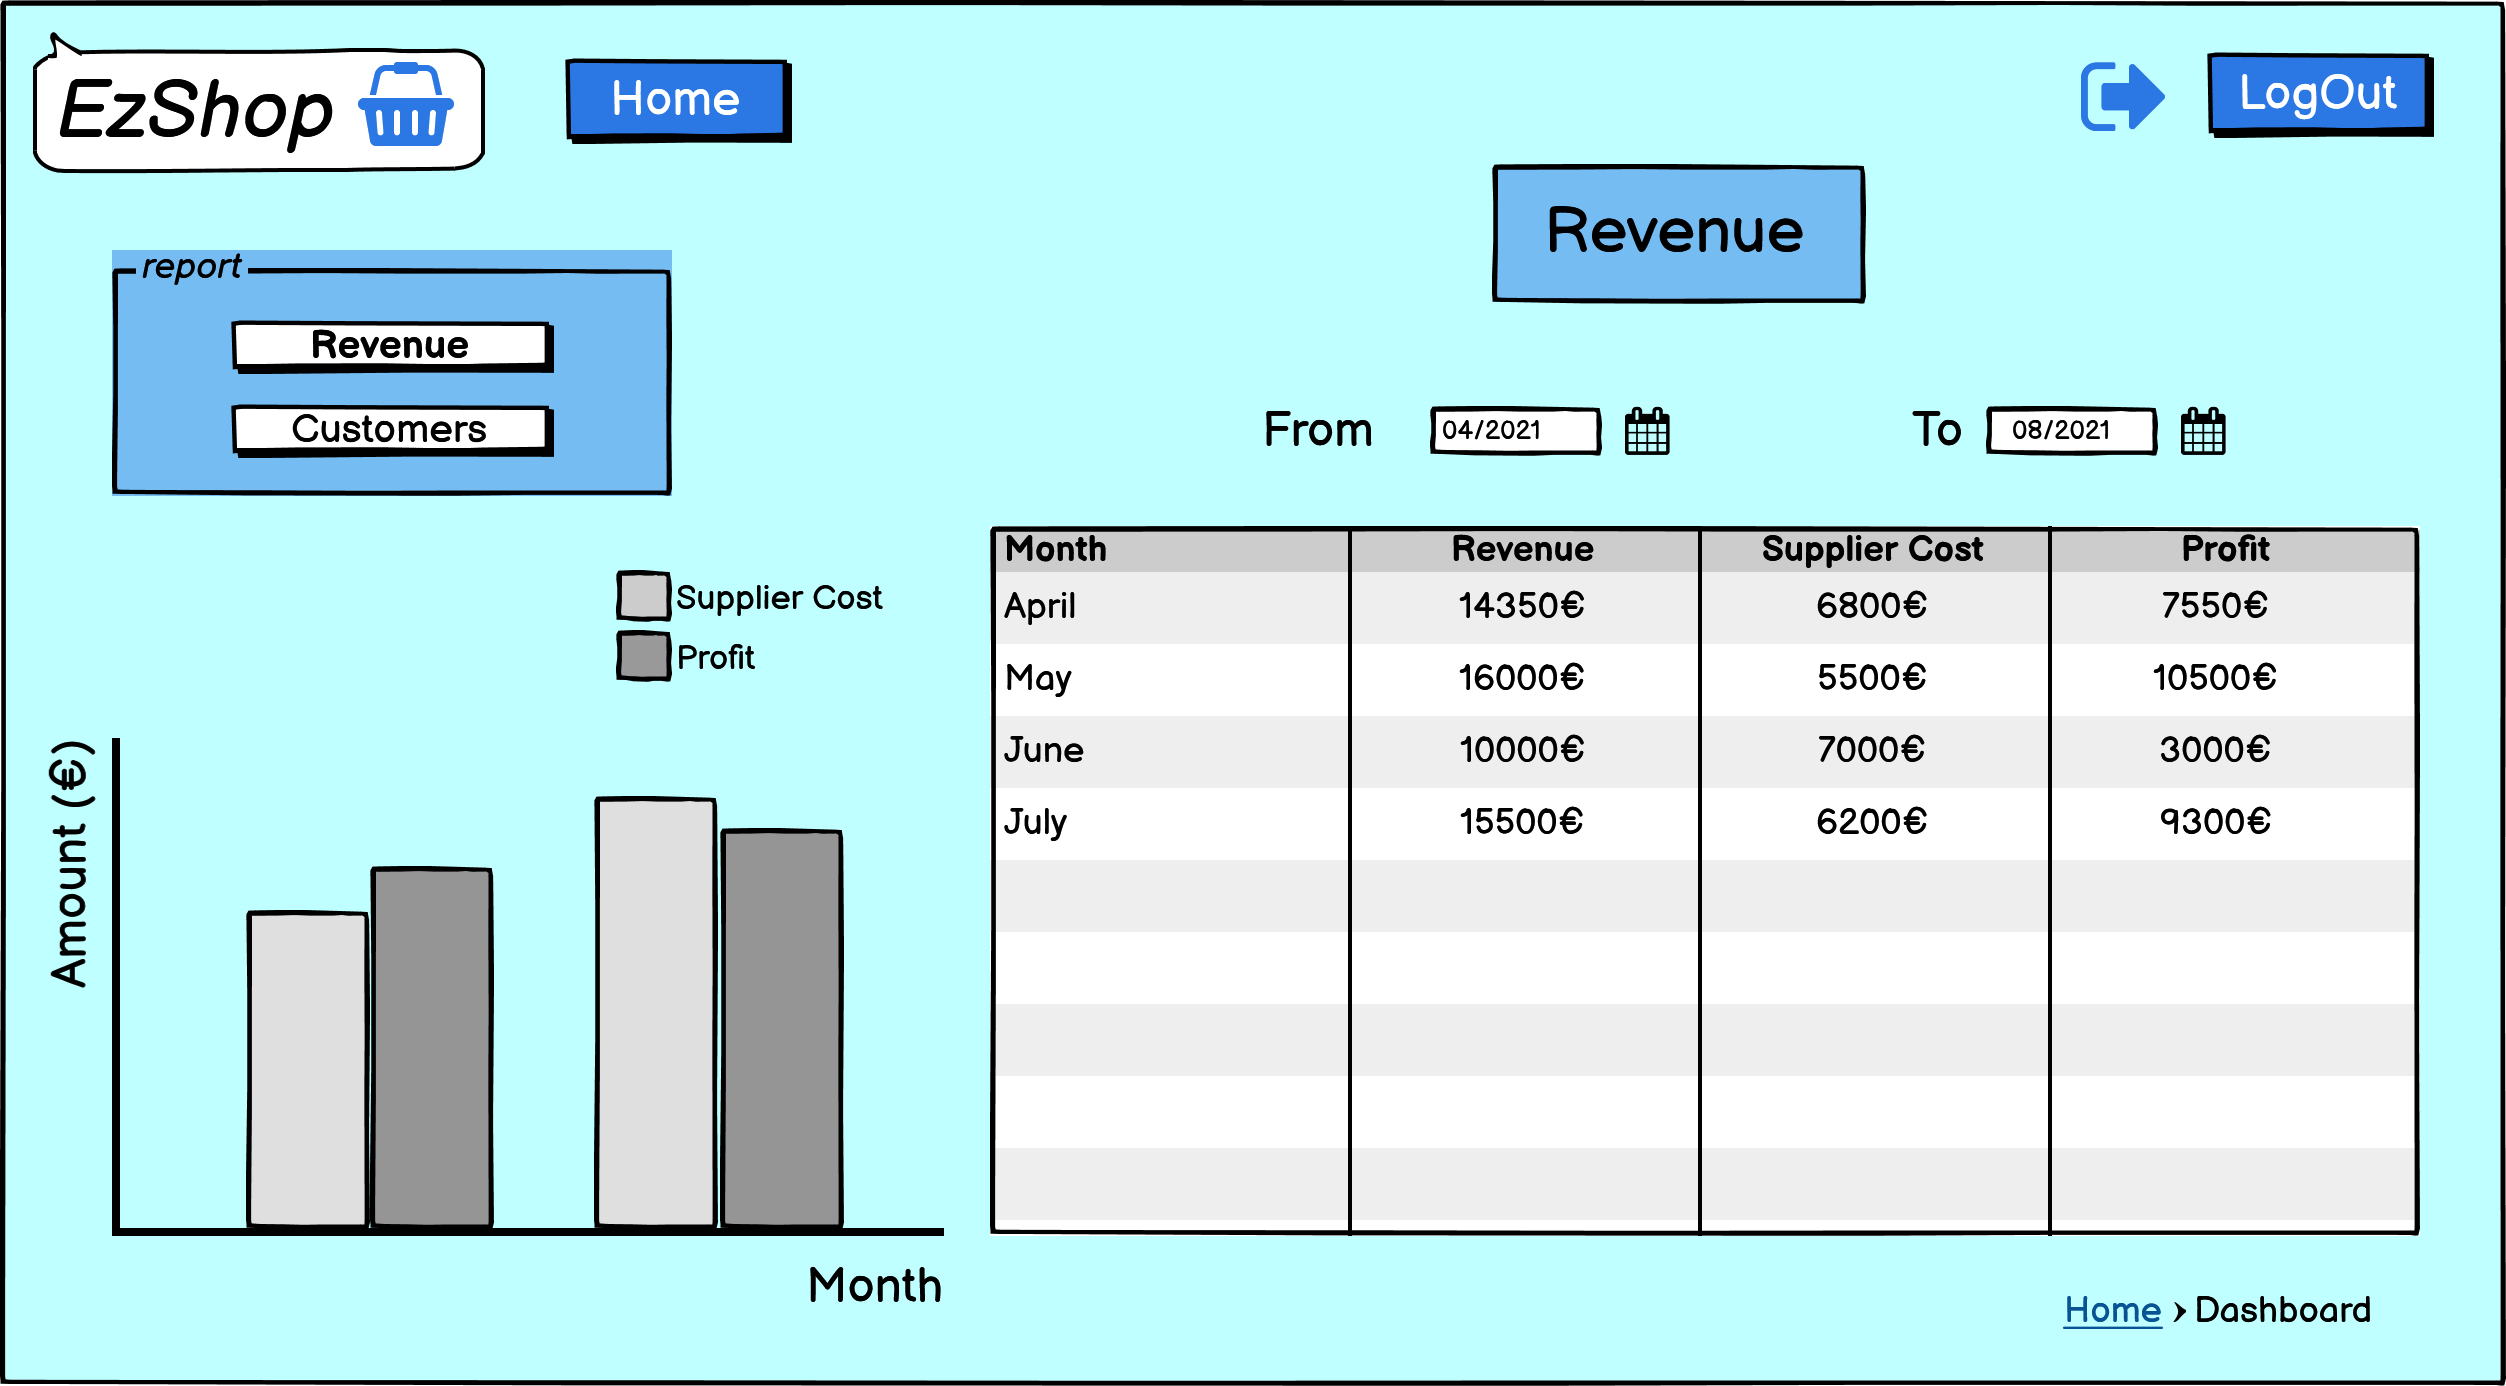 EzShop
Home
LogOut
Revenue
report
Revenue
Customers
From 04/2021 To 08/2021
Supplier Cost
Profit
Amount (€)
Month
Month Revenue Supplier Cost Profit
April 14350€ 6800€ 7550€
May 16000€ 5500€ 10500€
June 10000€ 7000€ 3000€
July 15500€ 6200€ 9300€
Home > Dashboard